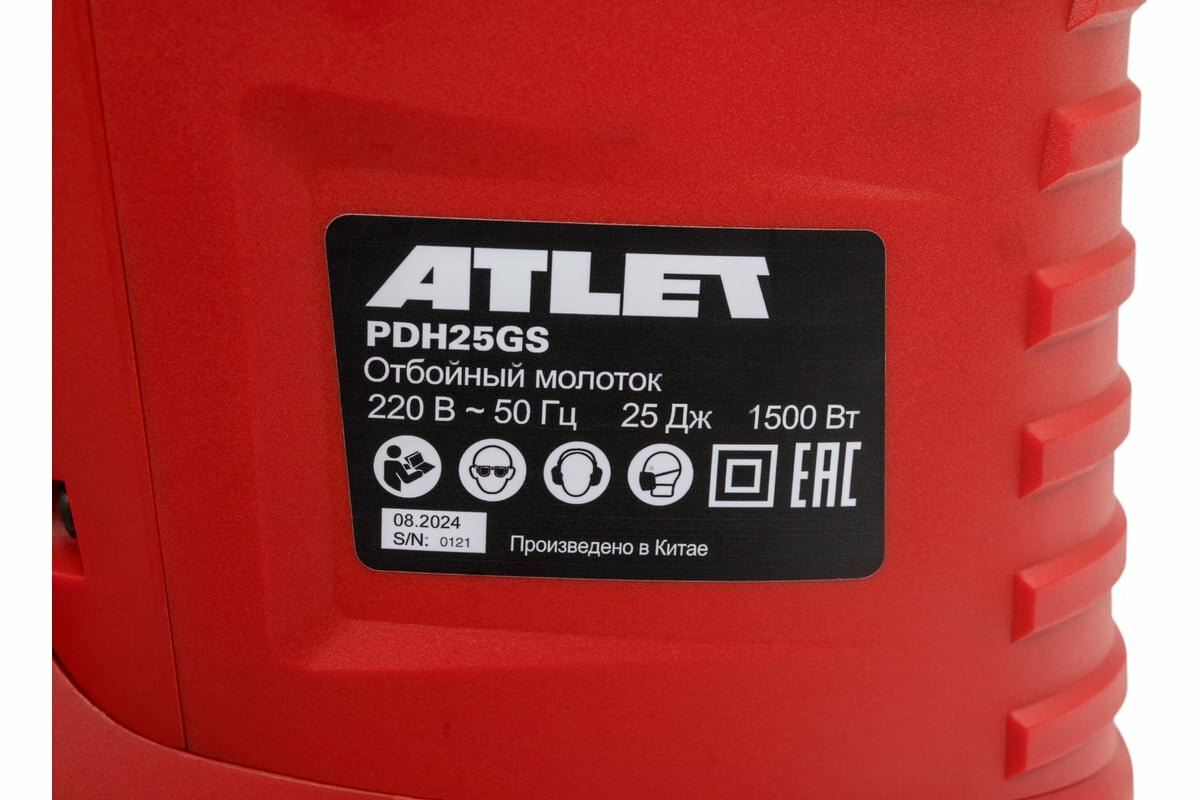 ATLET
PDH25GS
Отбойный молоток
220 В ~ 50 Гц 25 Дж 1500 Вт
EAC
08.2024
S/N: 0121
Произведено в Китае